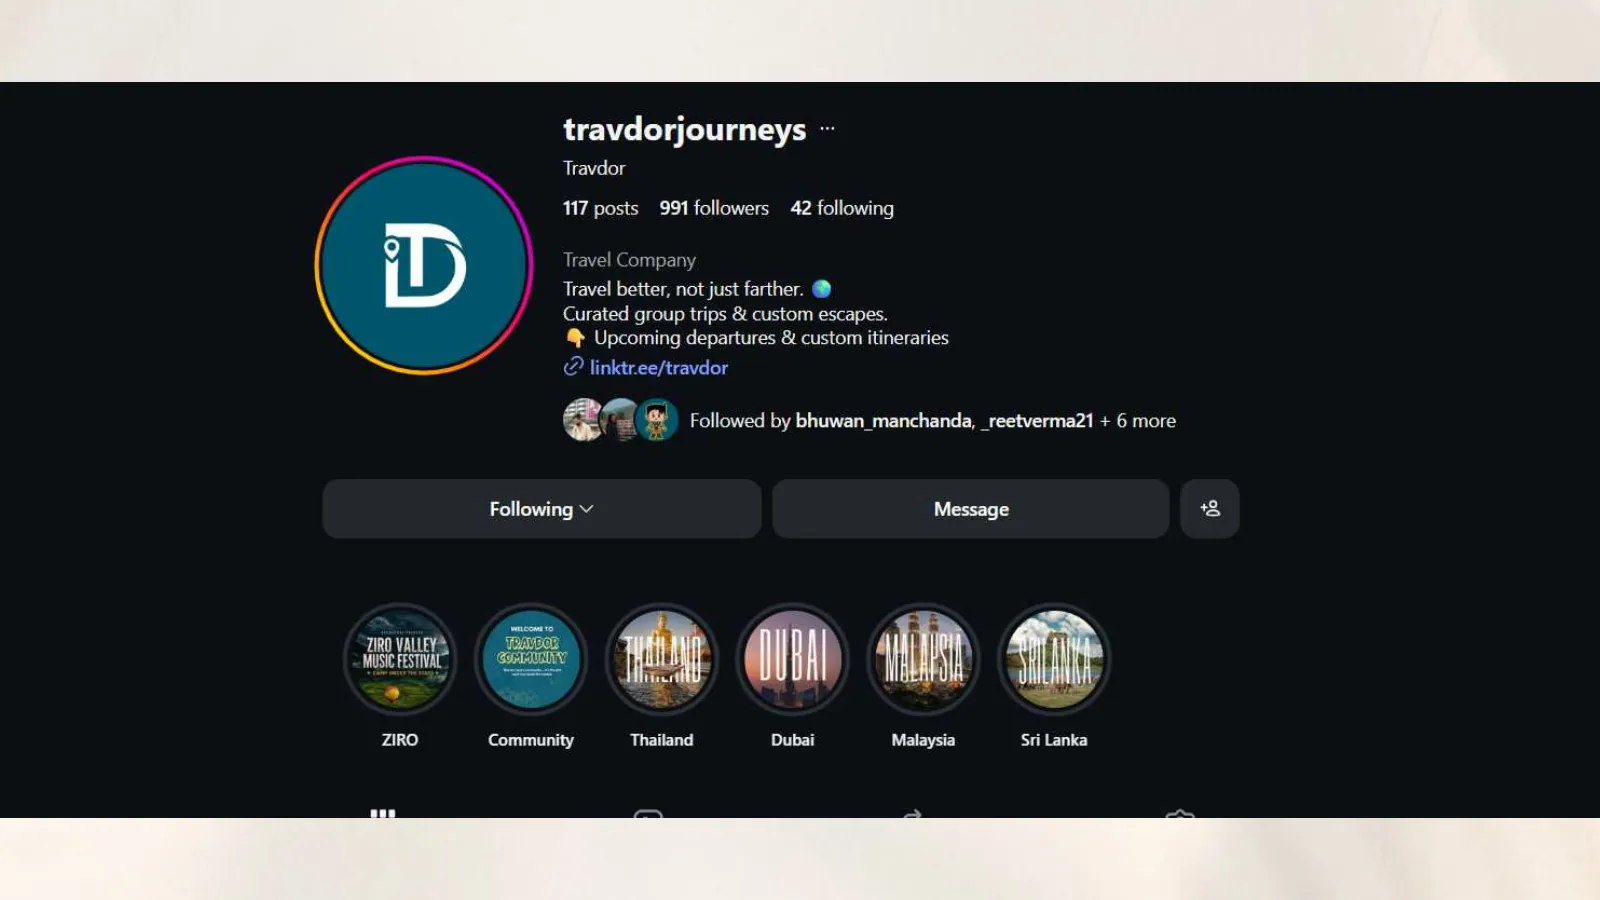 travdorjourneys ...
Travdor
117 posts 991 followers 42 following
Travel Company
Travel better, not just farther. 🌏
Curated group trips & custom escapes.
👇 Upcoming departures & custom itineraries
linktr.ee/travdor
Followed by bhuwan_manchanda, _reetverma21 + 6 more
Following
Message
ZIRO VALLEY
MUSIC FESTIVAL
WELCOME TO
TRAVDOR
COMMUNITY
THAILAND
DUBAI
MALAYSIA
SRI LANKA
ZIRO
Community
Thailand
Dubai
Malaysia
Sri Lanka